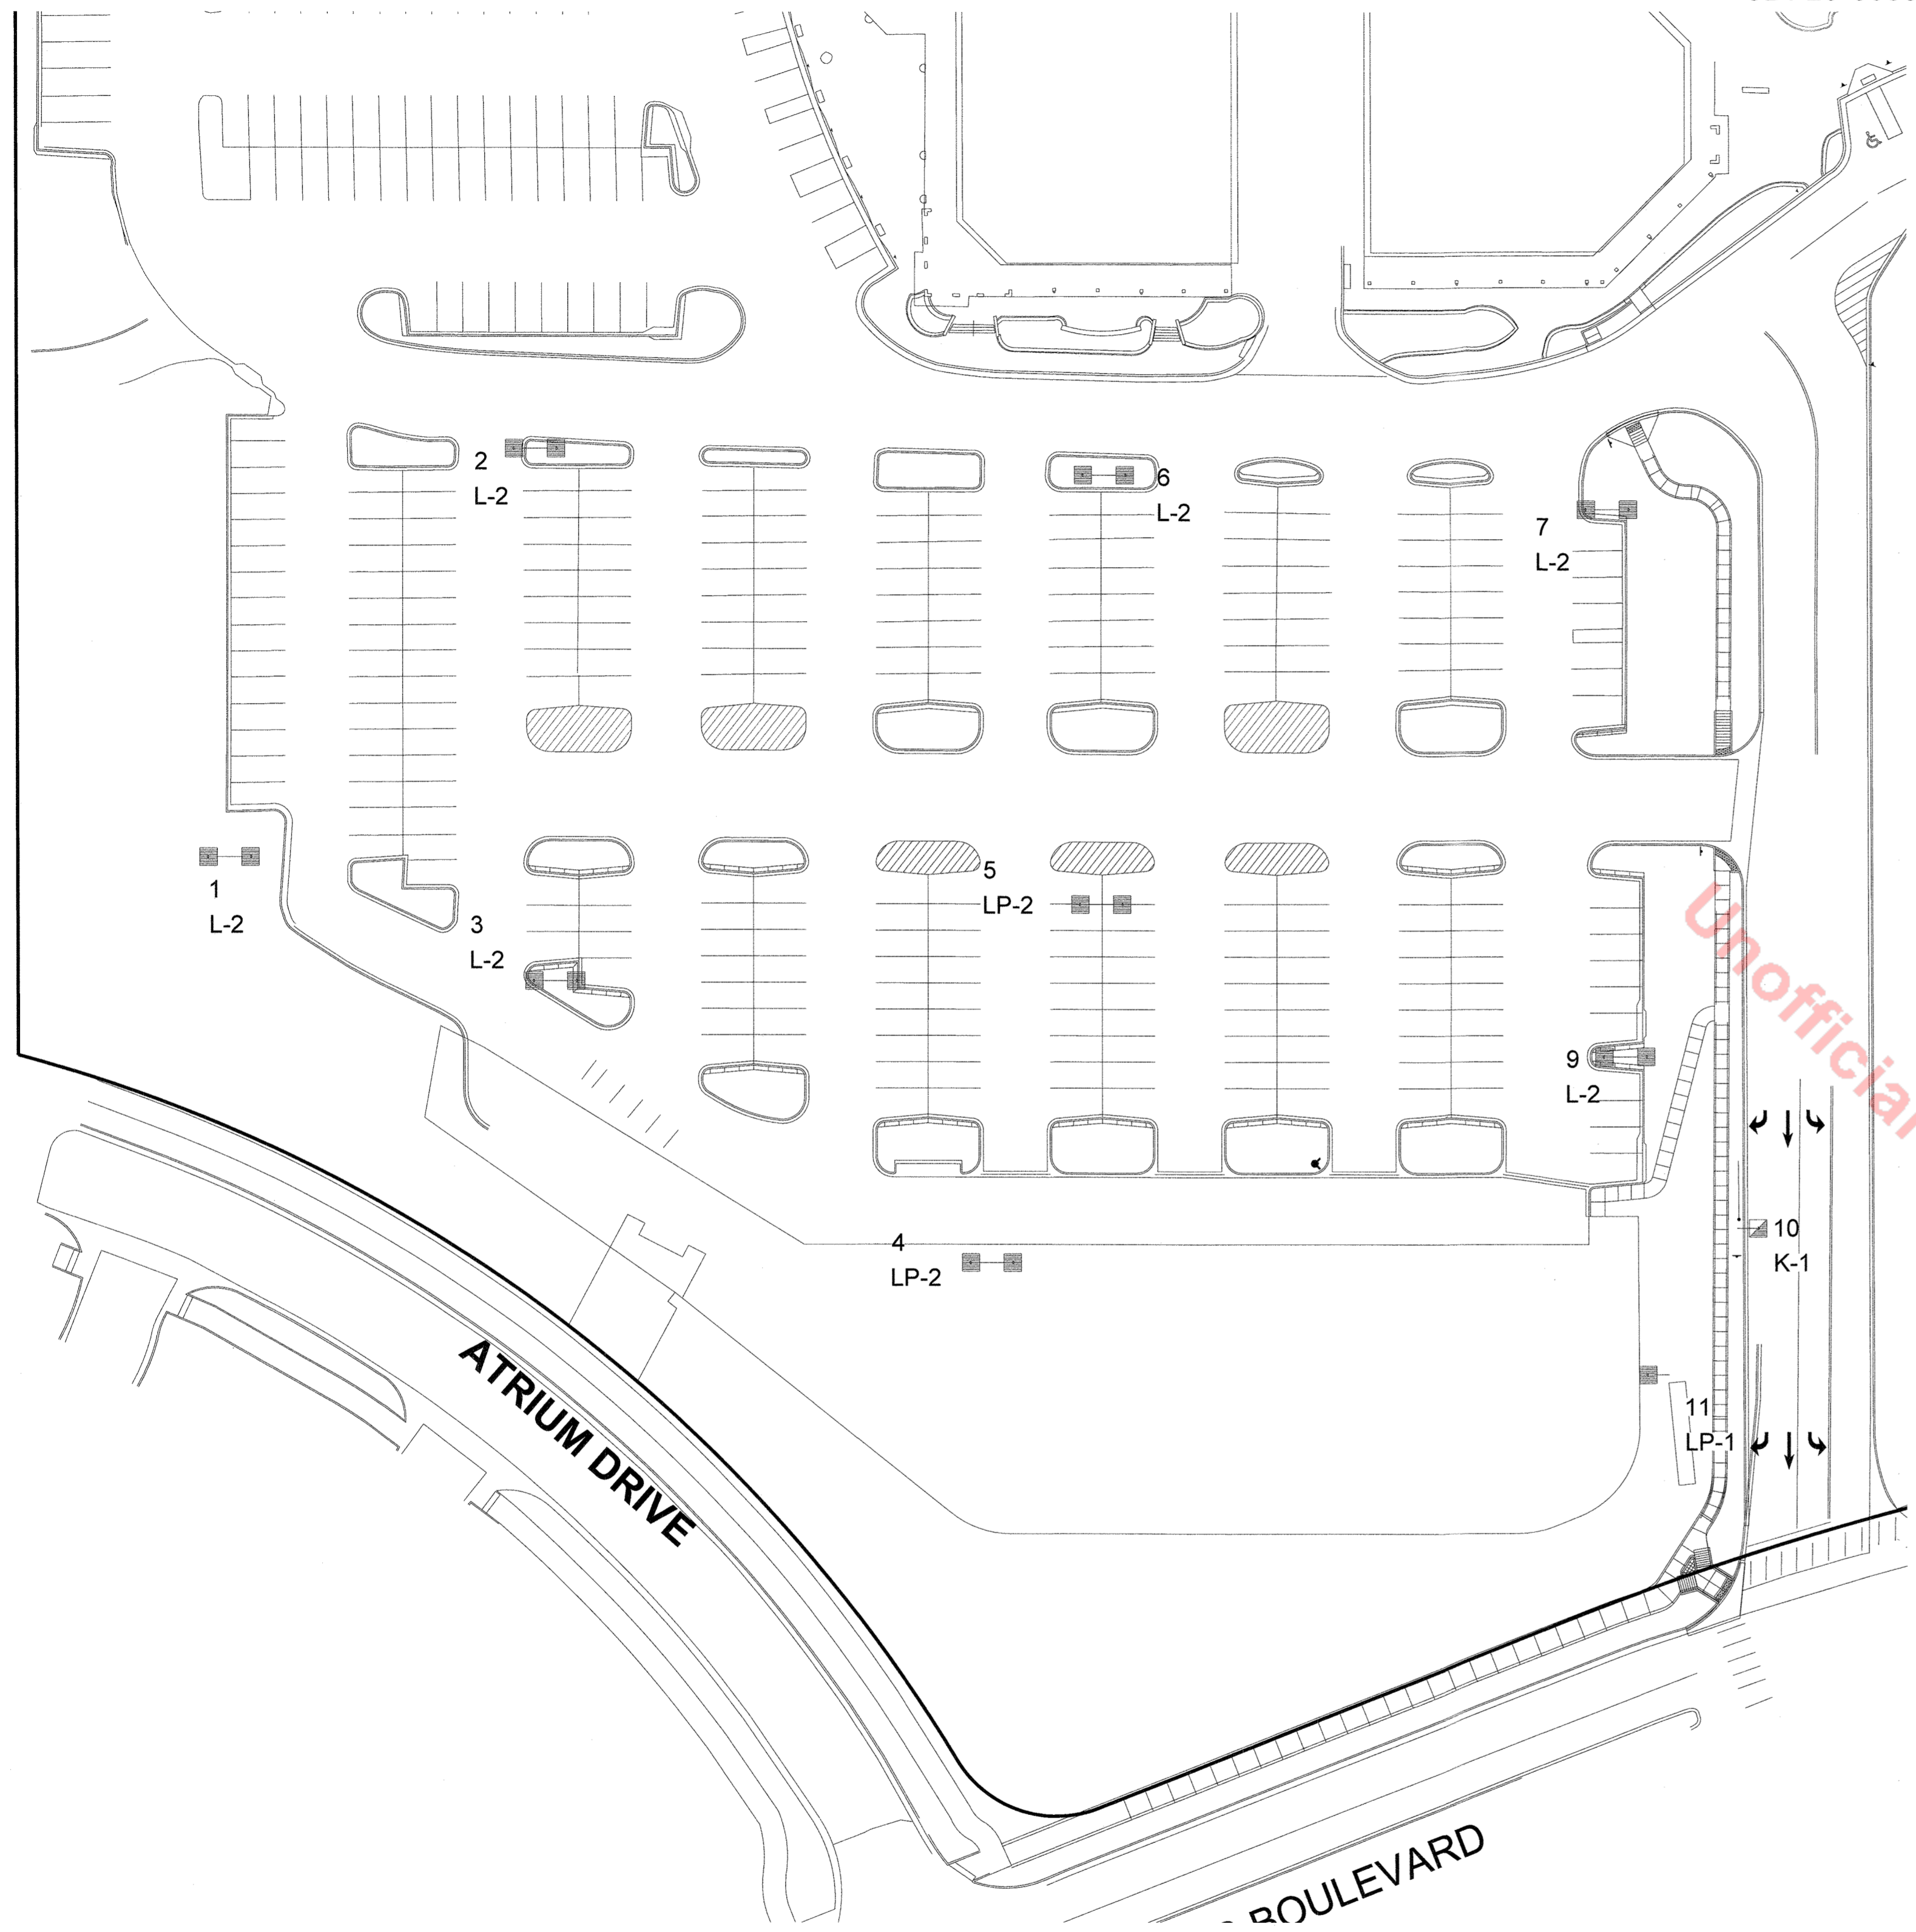 2
L-2
6
L-2
7
L-2
1
L-2
3
L-2
5
LP-2
9
L-2
4
LP-2
10
K-1
11
LP-1
ATRIUM DRIVE
BOULEVARD
Unofficial